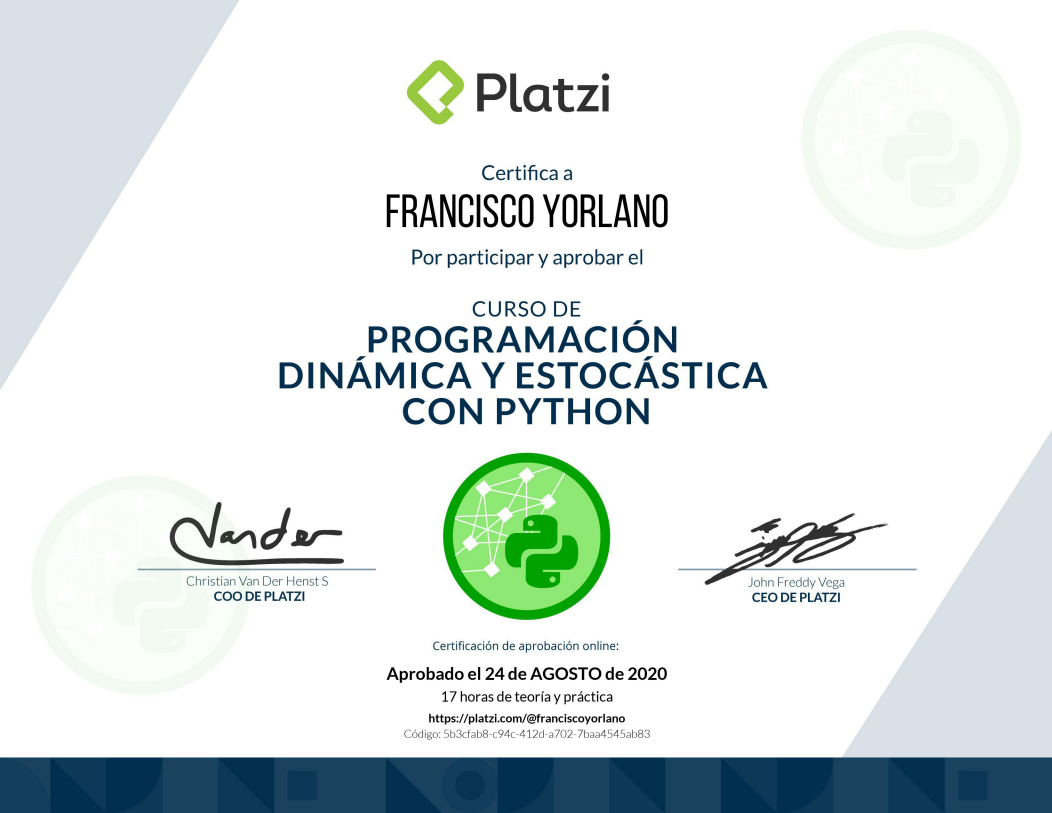 Platzi
Certifica a
FRANCISCO YORLANO
Por participar y aprobar el
CURSO DE
PROGRAMACIÓN
DINÁMICA Y ESTOCÁSTICA
CON PYTHON
Vander
Christian Van Der Henst S
COO DE PLATZI
John Freddy Vega
CEO DE PLATZI
Certificación de aprobación online:
Aprobado el 24 de AGOSTO de 2020
17 horas de teoría y práctica
https://platzi.com/@franciscoyorlano
Código: 5b3cfab8-c94c-412d-a702-7baa4545ab83